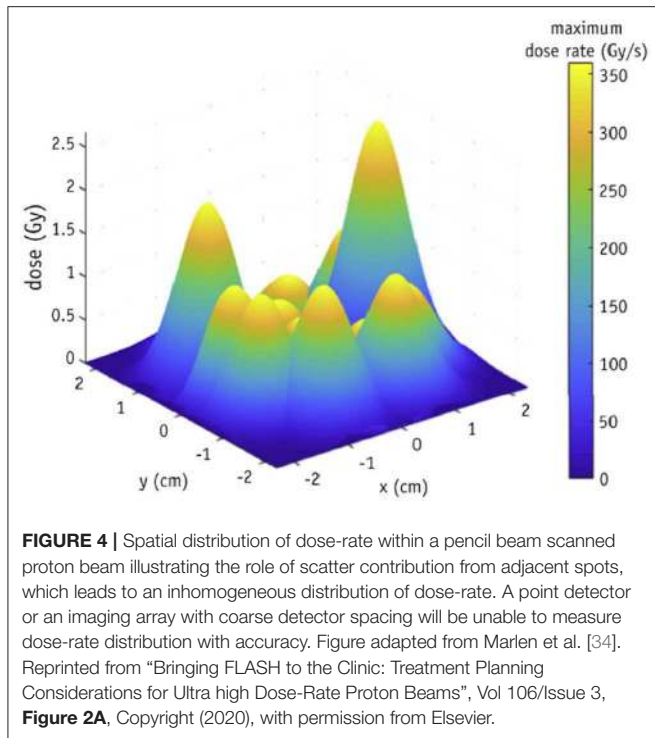 maximum
dose rate (Gy/s)
350
300
250
200
150
100
50
0
2.5
2
1.5
1
0.5
0
dose (Gy)
2
1
0
-1
-2
y (cm)
-2
-1
0
1
2
x (cm)
FIGURE 4 | Spatial distribution of dose-rate within a pencil beam scanned
proton beam illustrating the role of scatter contribution from adjacent spots,
which leads to an inhomogeneous distribution of dose-rate. A point detector
or an imaging array with coarse detector spacing will be unable to measure
dose-rate distribution with accuracy. Figure adapted from Marlen et al. [34].
Reprinted from “Bringing FLASH to the Clinic: Treatment Planning
Considerations for Ultra high Dose-Rate Proton Beams”, Vol 106/Issue 3,
Figure 2A, Copyright (2020), with permission from Elsevier.